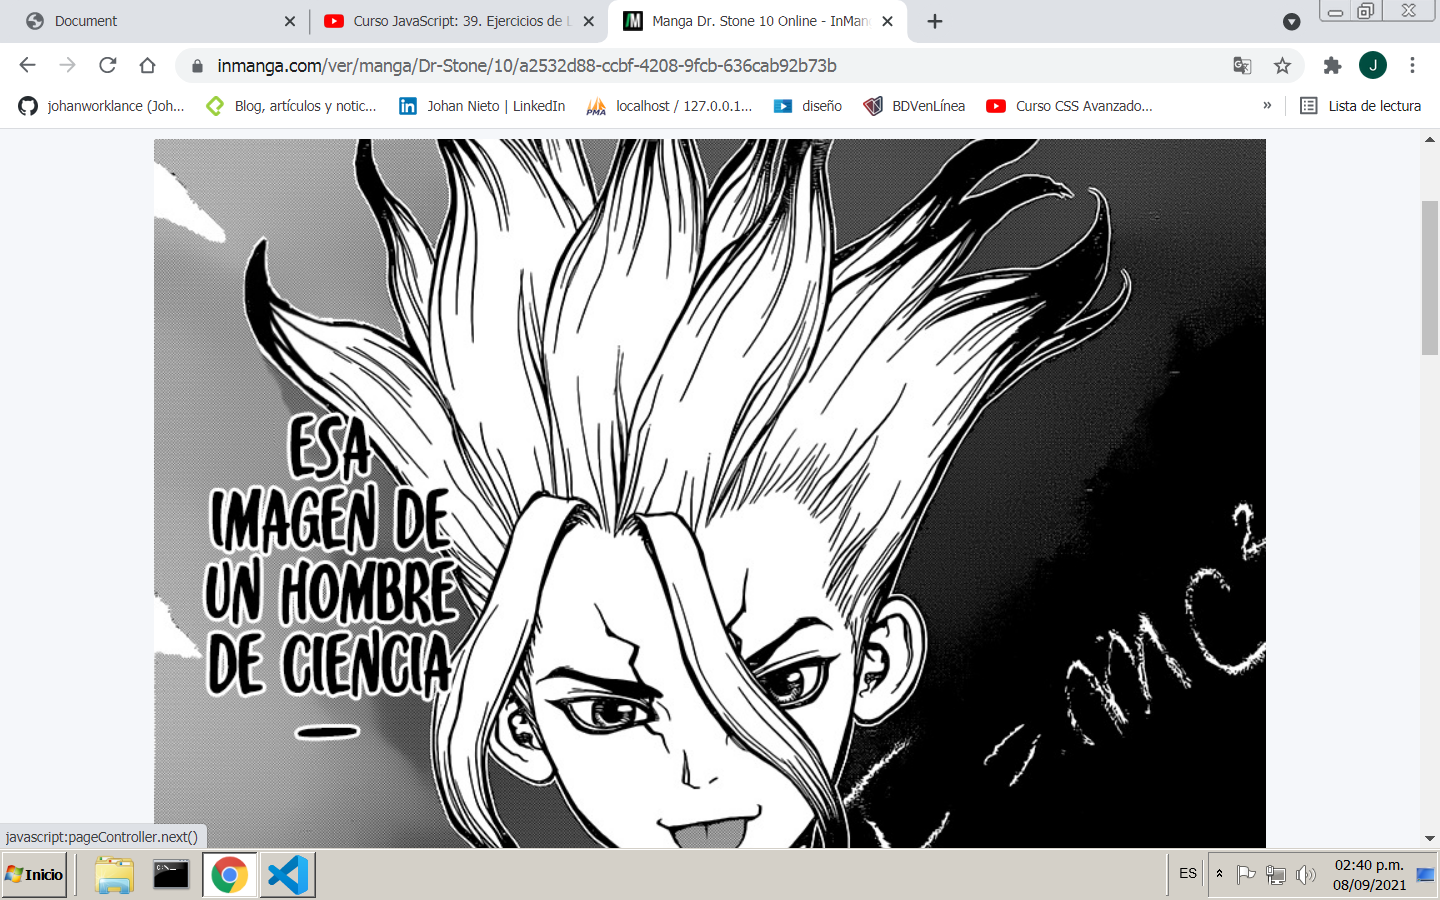 Document
Curso JavaScript: 39. Ejercicios de L
Manga Dr. Stone 10 Online - InMan
inmanga.com/ver/manga/Dr-Stone/10/a2532d88-ccbf-4208-9fcb-636cab92b73b
J
johanworklance (Joh...
Blog, artículos y notic...
Johan Nieto | LinkedIn
localhost / 127.0.0.1...
diseño
BDVenLínea
Curso CSS Avanzado...
»
Lista de lectura
ESA
IMAGEN DE
UN HOMBRE
DE CIENCIA
E = MC²
javascript:pageController.next()
Inicio
ES
02:40 p.m.
08/09/2021